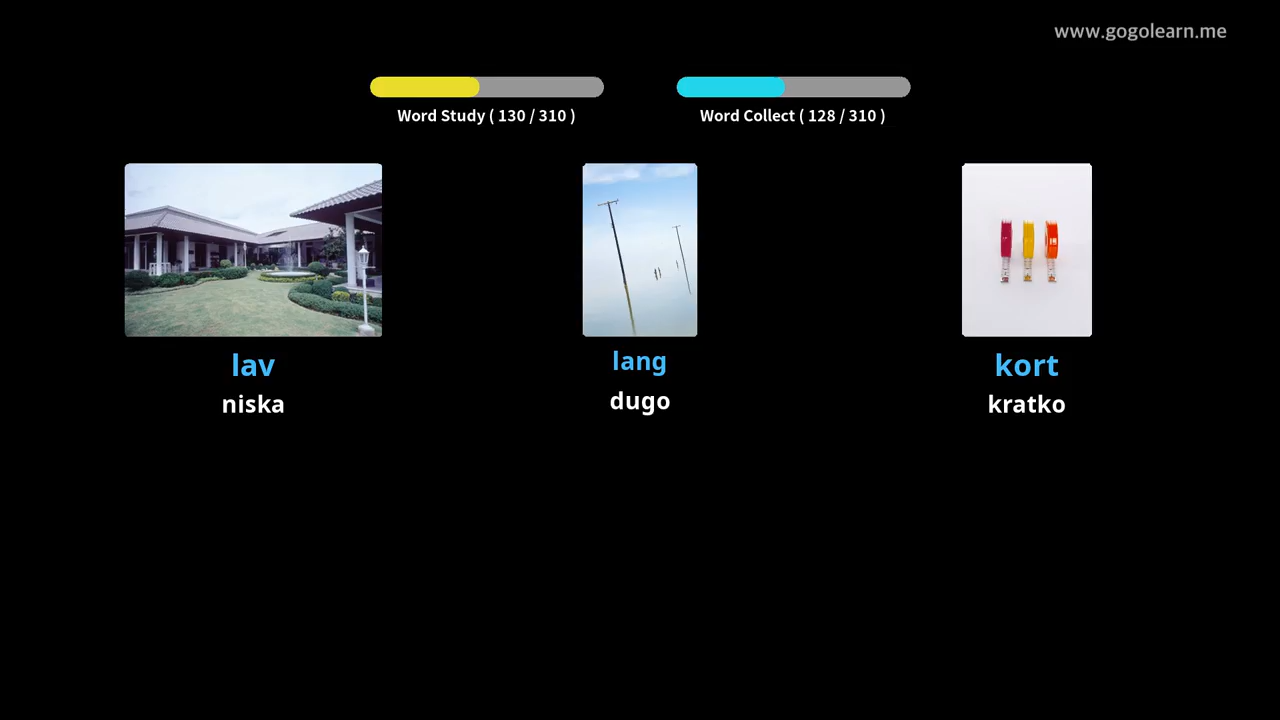 www.gogolearn.me
Word Study ( 130 / 310 )
Word Collect ( 128 / 310 )
lav
niska
lang
dugo
kort
kratko